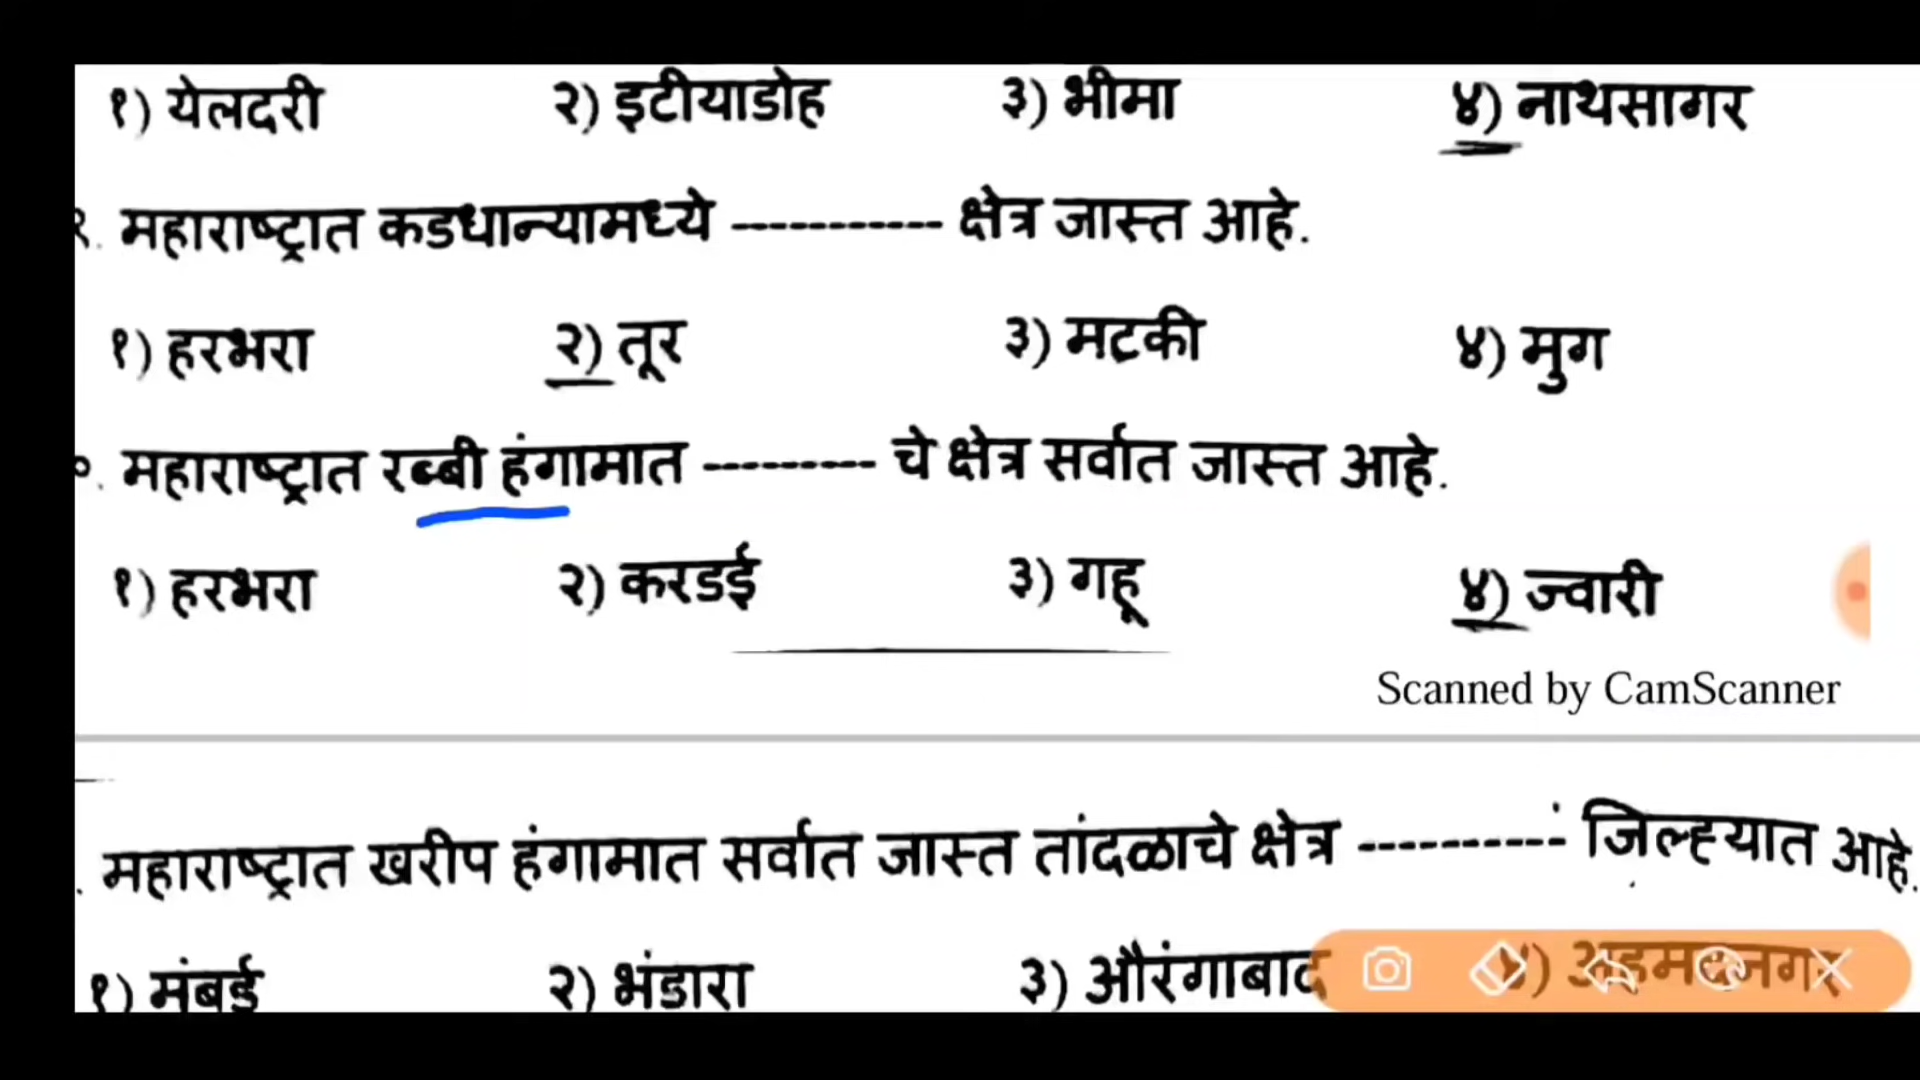 १) येलदरी २) इटीयाडोह ३) भीमा ४) नाथसागर
महाराष्ट्रात कडधान्यामध्ये ----------- क्षेत्र जास्त आहे.
१) हरभरा २) तूर ३) मटकी ४) मुग
महाराष्ट्रात रब्बी हंगामात --------- चे क्षेत्र सर्वात जास्त आहे.
१) हरभरा २) करडई ३) गहू ४) ज्वारी
Scanned by CamScanner
महाराष्ट्रात खरीप हंगामात सर्वात जास्त तांदळाचे क्षेत्र ----------- जिल्ह्यात आहे.
१) मंबई २) भंडारा ३) औरंगाबाद ४) अहमदनगर